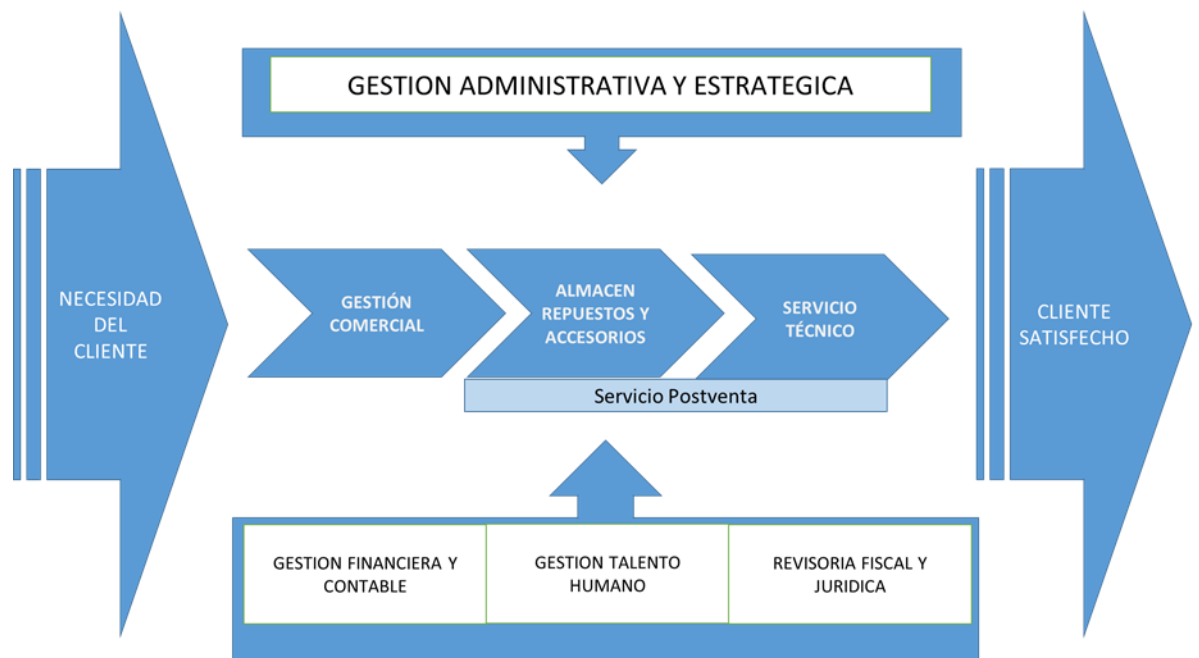 GESTION ADMINISTRATIVA Y ESTRATEGICA
NECESIDAD
DEL
CLIENTE
GESTIÓN
COMERCIAL
ALMACEN
REPUESTOS Y
ACCESORIOS
SERVICIO
TÉCNICO
CLIENTE
SATISFECHO
Servicio Postventa
GESTION FINANCIERA Y
CONTABLE
GESTION TALENTO
HUMANO
REVISORIA FISCAL Y
JURIDICA